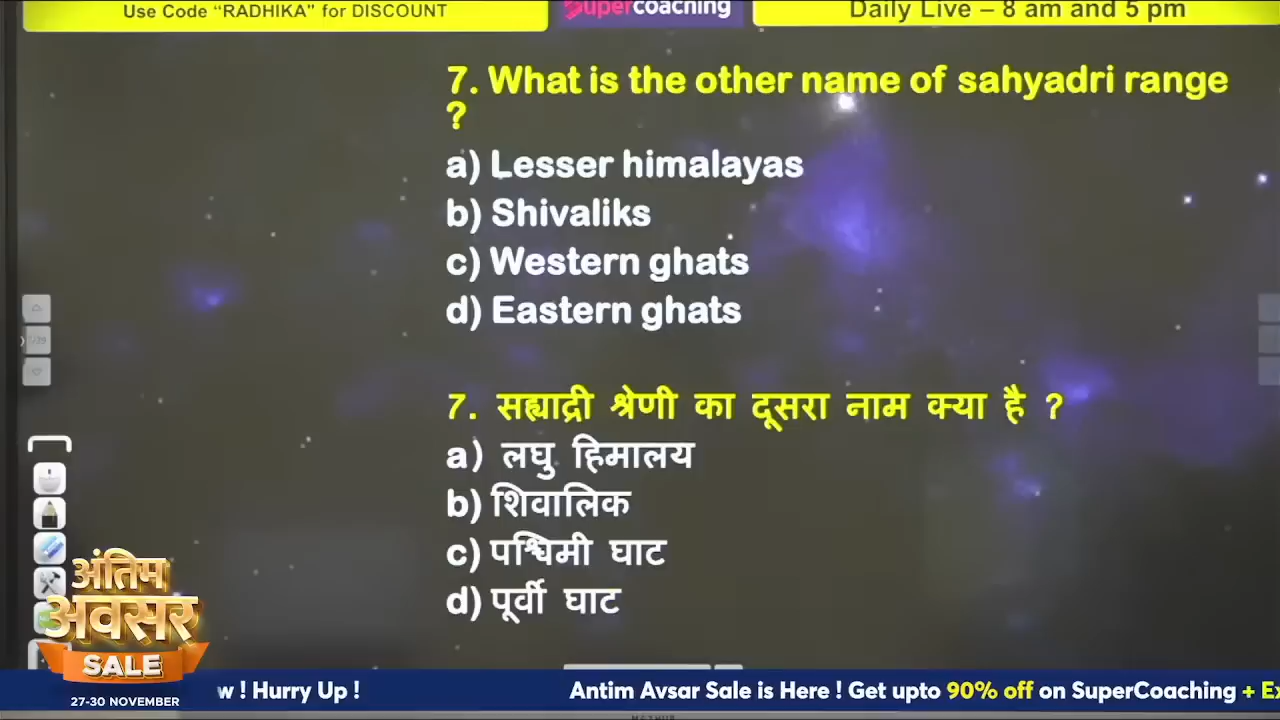 Use Code “RADHIKA” for DISCOUNT
Supercoaching
Daily Live – 8 am and 5 pm
7. What is the other name of sahyadri range
?
a) Lesser himalayas
b) Shivaliks
c) Western ghats
d) Eastern ghats
7. सह्याद्री श्रेणी का दूसरा नाम क्या है ?
a) लघु हिमालय
b) शिवालिक
c) पश्चिमी घाट
d) पूर्वी घाट
अंतिम
अवसर
SALE
27-30 NOVEMBER
w ! Hurry Up !
Antim Avsar Sale is Here ! Get upto 90% off on SuperCoaching + Ex